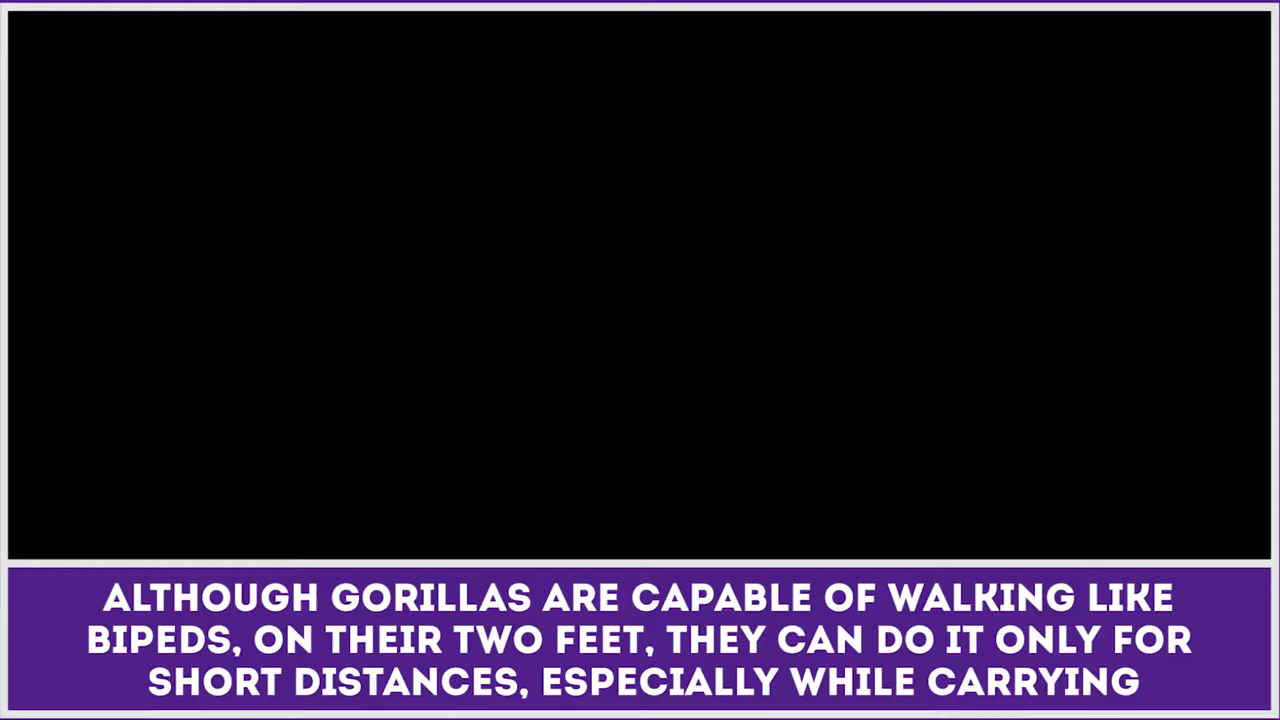 ALTHOUGH GORILLAS ARE CAPABLE OF WALKING LIKE
BIPEDS, ON THEIR TWO FEET, THEY CAN DO IT ONLY FOR
SHORT DISTANCES, ESPECIALLY WHILE CARRYING